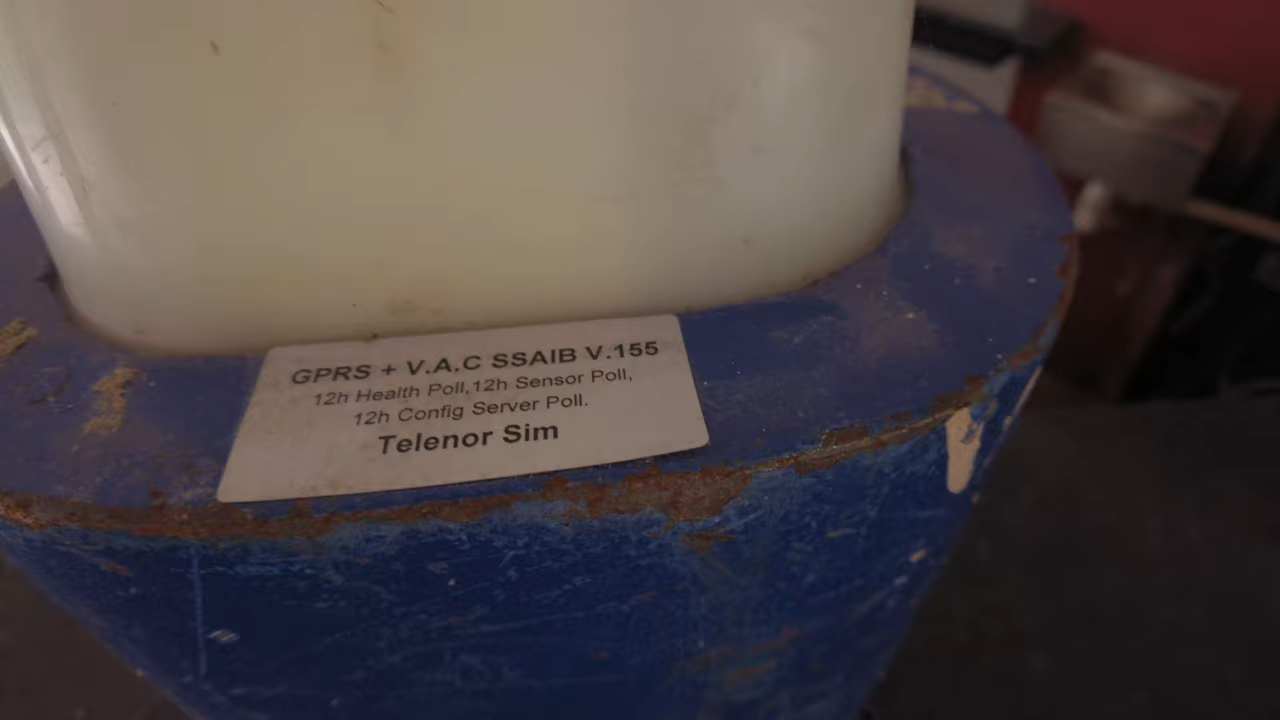 GPRS + V.A.C SSAIB V.155
12h Health Poll,12h Sensor Poll,
12h Config Server Poll.
Telenor Sim